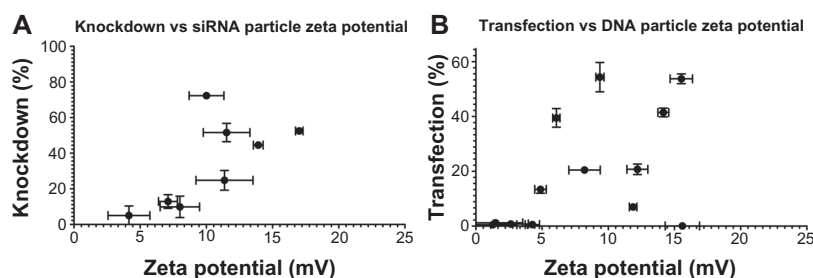 A
Knockdown vs siRNA particle zeta potential
Knockdown (%)
100
80
60
40
20
0
0 5 10 15 20 25
Zeta potential (mV)
B
Transfection vs DNA particle zeta potential
Transfection (%)
60
40
20
0
0 5 10 15 20 25
Zeta potential (mV)